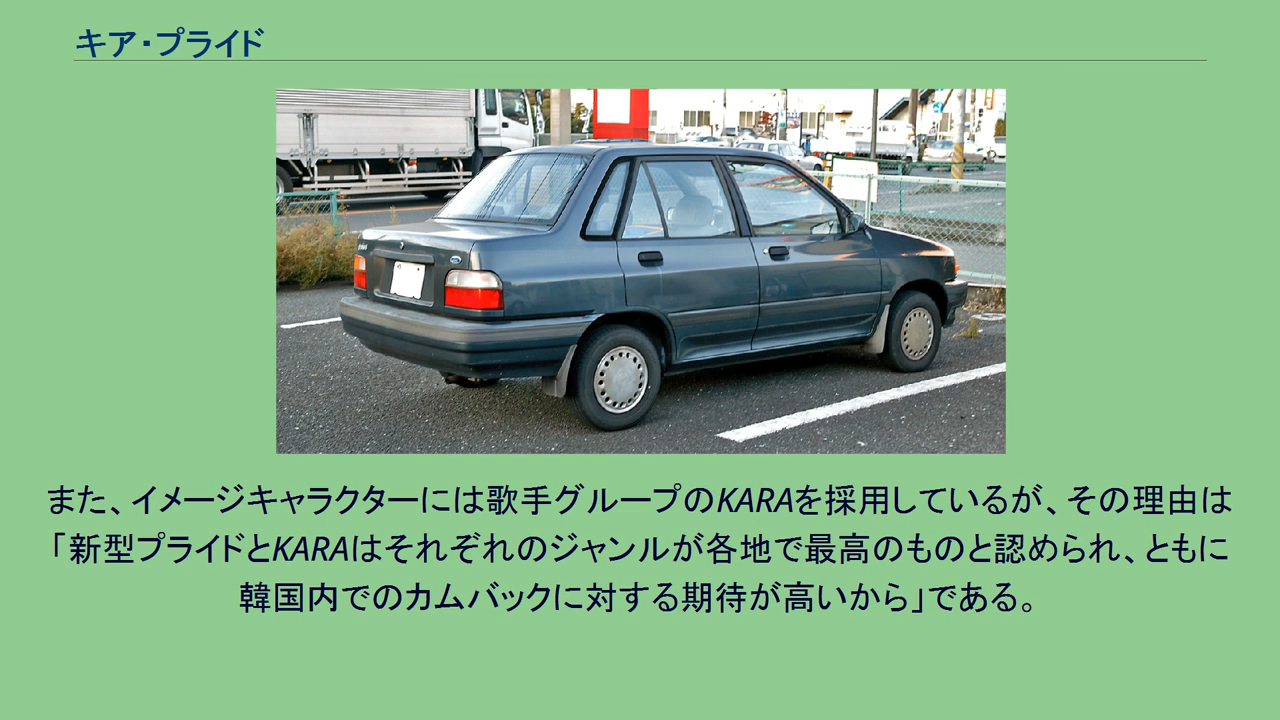 キア・プライド
また、イメージキャラクターには歌手グループのKARAを採用しているが、その理由は
「新型プライドとKARAはそれぞれのジャンルが各地で最高のものと認められ、ともに
韓国内でのカムバックに対する期待が高いから」である。